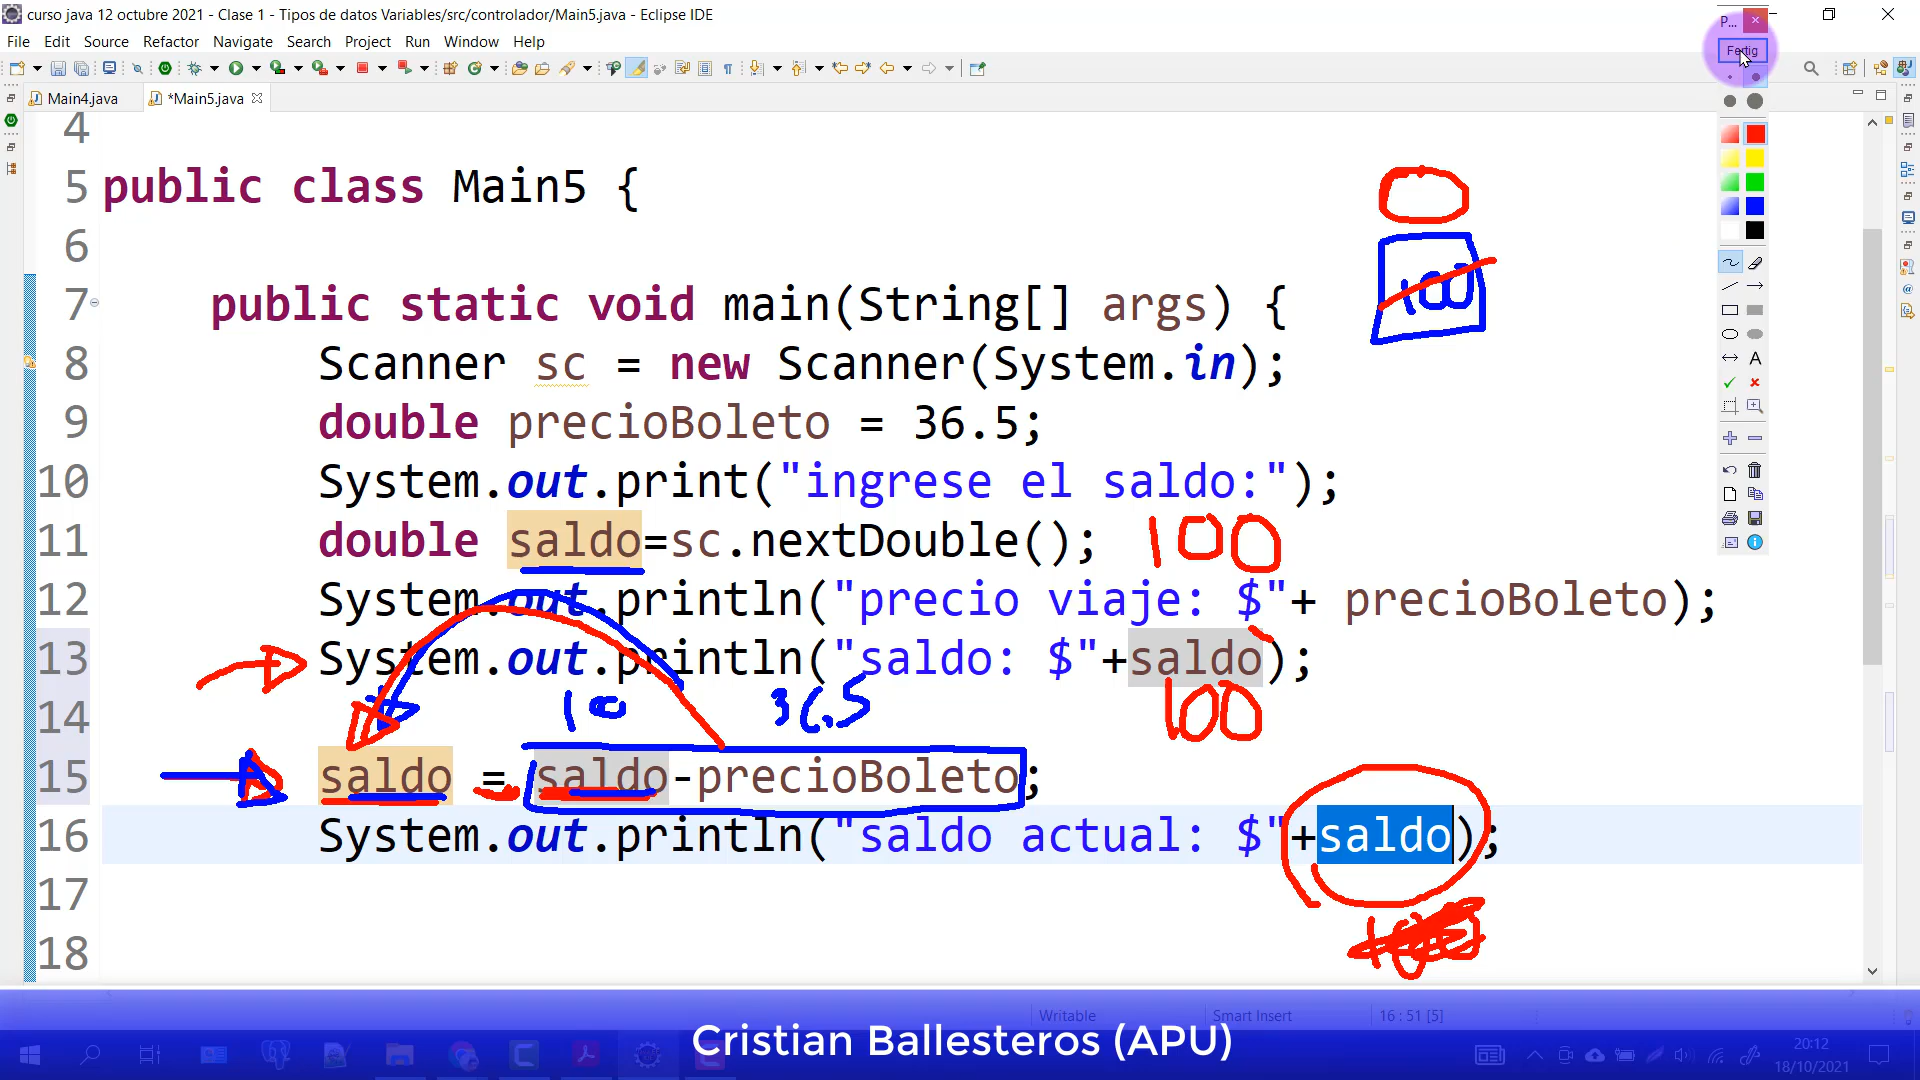 curso java 12 octubre 2021 - Clase 1 - Tipos de datos Variables/src/controlador/Main5.java - Eclipse IDE
P...
File Edit Source Refactor Navigate Search Project Run Window Help
Fertig
Main4.java
*Main5.java
4
5 public class Main5 {
6
100
7 public static void main(String[] args) {
8 Scanner sc = new Scanner(System.in);
9 double precioBoleto = 36.5;
10 System.out.print("ingrese el saldo:");
11 double saldo=sc.nextDouble(); 100
12 System.out.println("precio viaje: $"+ precioBoleto);
13 System.out.println("saldo: $"+saldo);
14 100 36.5 100
15 saldo = saldo-precioBoleto;
16 System.out.println("saldo actual: $"+saldo);
17
18
Writable Smart Insert 16 : 51 [5]
Cristian Ballesteros (APU)
20:12
18/10/2021